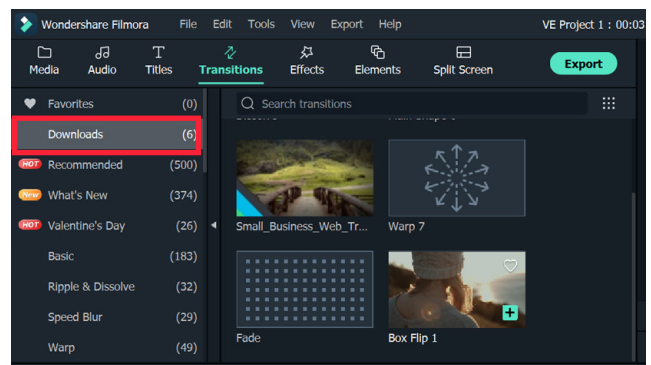 Wondershare Filmora File Edit Tools View Export Help VE Project 1 : 00:03
Media Audio Titles Transitions Effects Elements Split Screen Export
Favorites (0)
Search transitions
Downloads (6)
HOT Recommended (500)
New What's New (374)
HOT Valentine's Day (26)
Basic (183)
Ripple & Dissolve (32)
Speed Blur (29)
Warp (49)
Small_Business_Web_Tr... Warp 7
Fade Box Flip 1